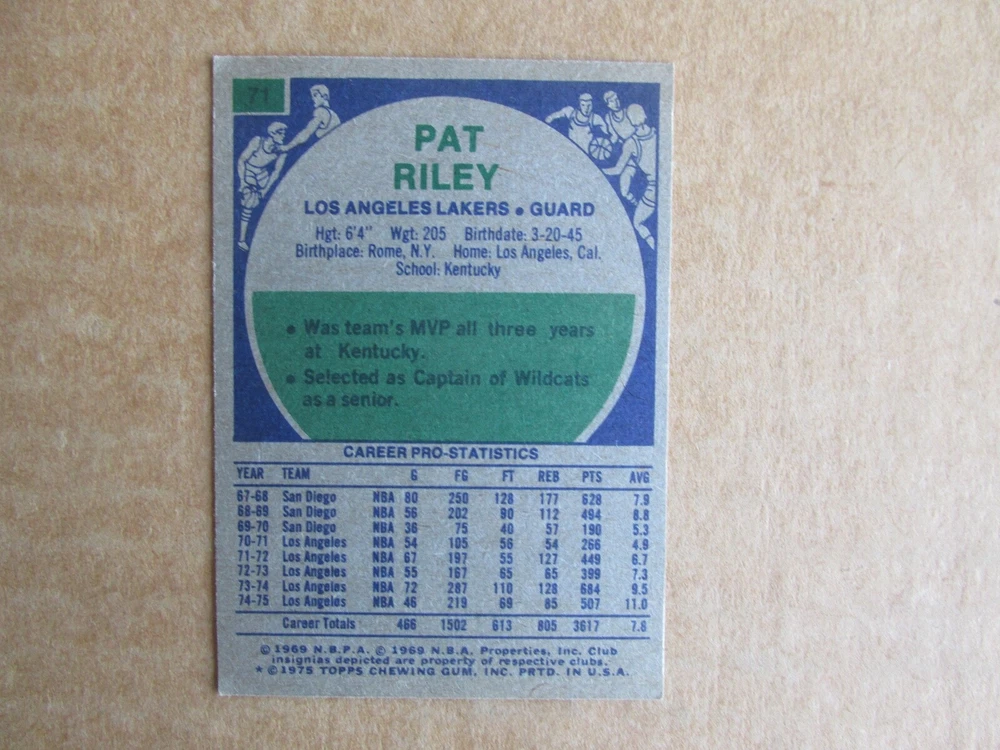 71
PAT
RILEY
LOS ANGELES LAKERS • GUARD
Hgt: 6'4" Wgt: 205 Birthdate: 3-20-45
Birthplace: Rome, N.Y. Home: Los Angeles, Cal.
School: Kentucky
• Was team's MVP all three years
at Kentucky.
• Selected as Captain of Wildcats
as a senior.
CAREER PRO-STATISTICS
YEAR TEAM G FG FT REB PTS AVG
67-68 San Diego NBA 80 250 128 177 628 7.9
68-69 San Diego NBA 56 202 90 112 494 8.8
69-70 San Diego NBA 36 75 40 57 190 5.3
70-71 Los Angeles NBA 54 105 56 54 266 4.9
71-72 Los Angeles NBA 67 197 55 127 449 6.7
72-73 Los Angeles NBA 55 167 65 65 399 7.3
73-74 Los Angeles NBA 72 287 110 128 684 9.5
74-75 Los Angeles NBA 46 219 69 85 507 11.0
Career Totals 466 1502 613 805 3617 7.8
© 1969 N.B.P.A. © 1969 N.B.A. Properties, Inc. Club
insignias depicted are property of respective clubs.
* © 1975 TOPPS CHEWING GUM, INC. PRTD. IN U.S.A.